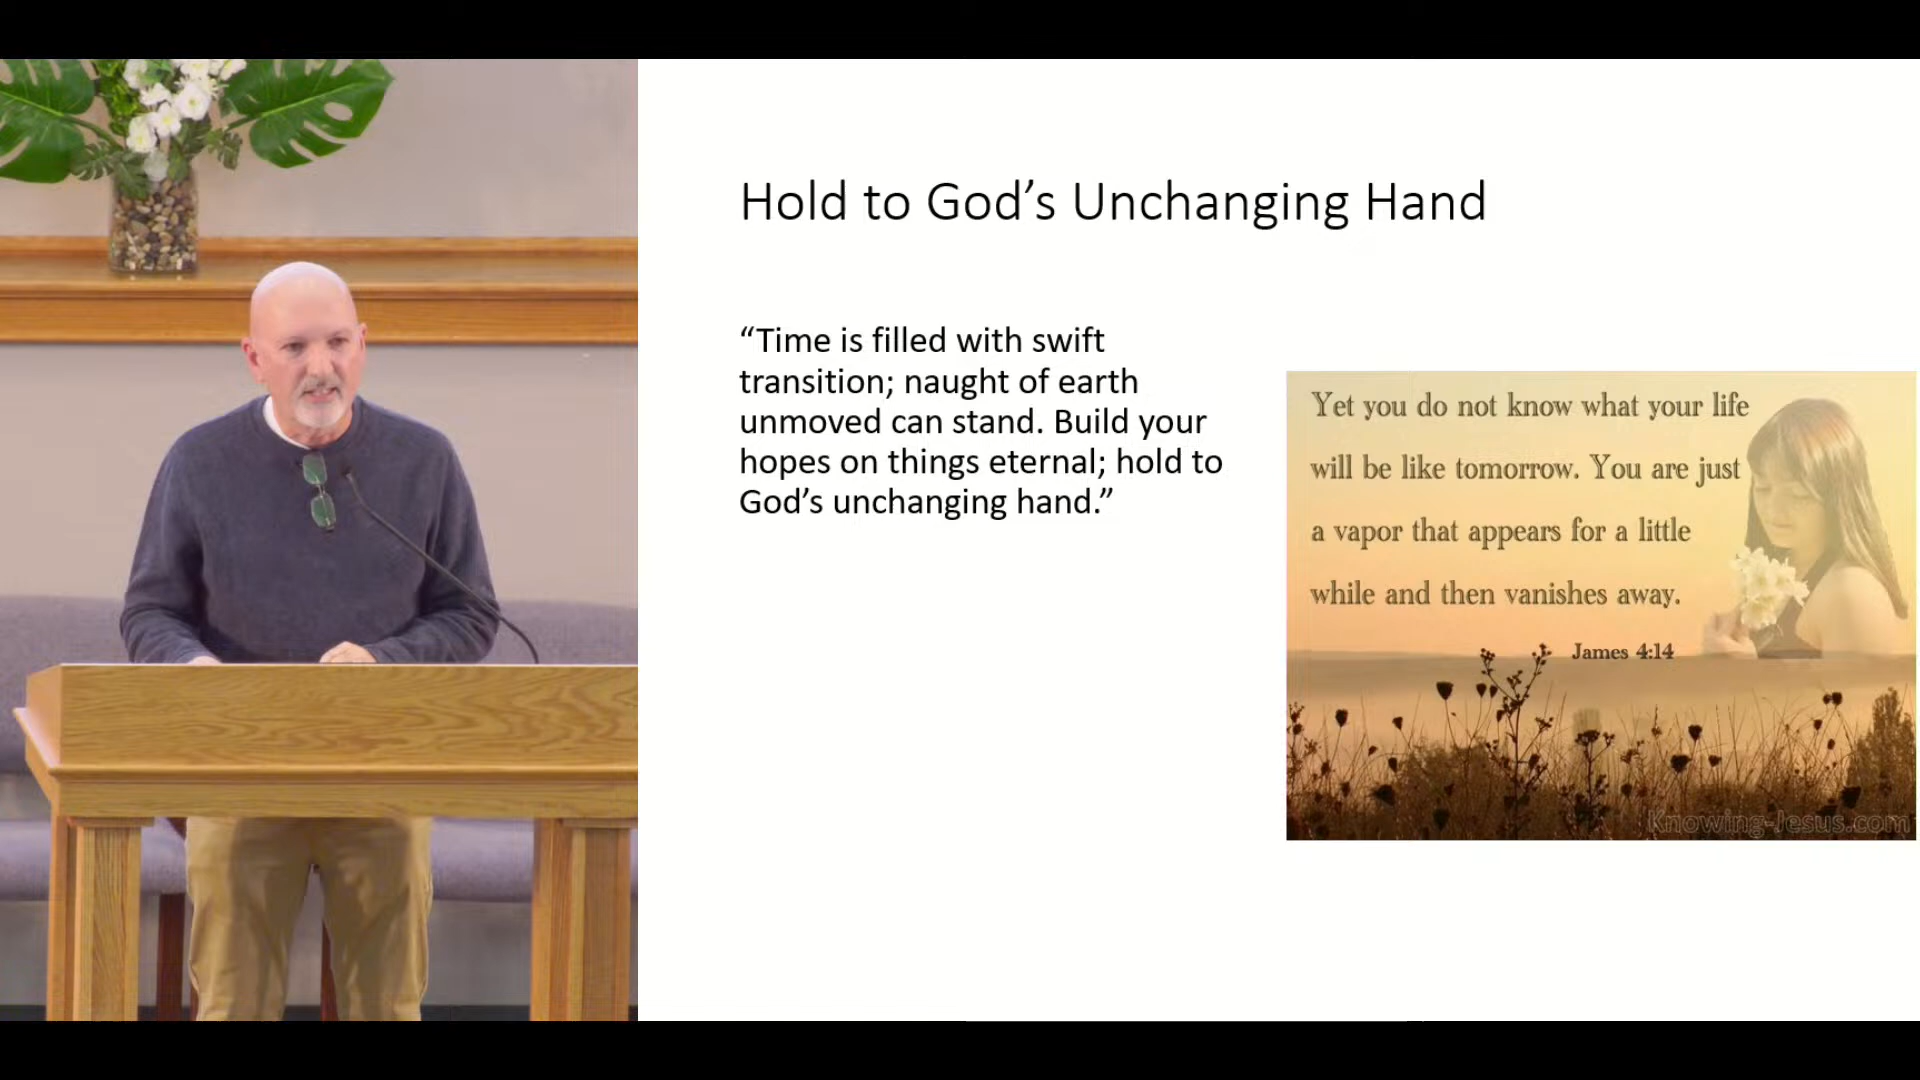 Hold to God’s Unchanging Hand
“Time is filled with swift
transition; naught of earth
unmoved can stand. Build your
hopes on things eternal; hold to
God’s unchanging hand.”
Yet you do not know what your life
will be like tomorrow. You are just
a vapor that appears for a little
while and then vanishes away.
James 4:14
Knowing-Jesus.com